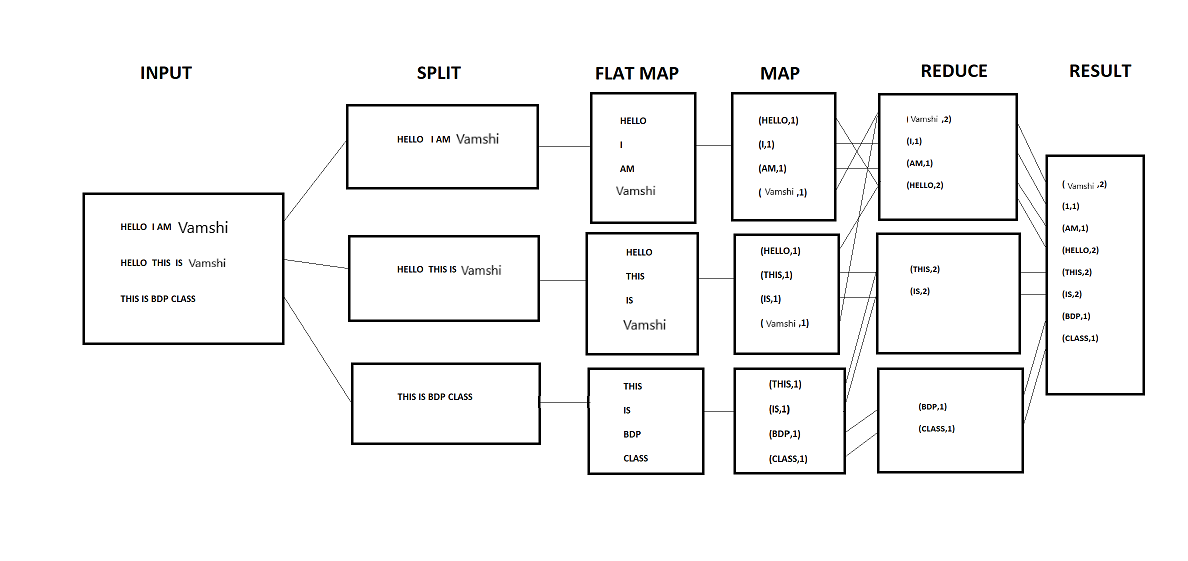 INPUT
SPLIT
FLAT MAP
MAP
REDUCE
RESULT
HELLO I AM Vamshi
HELLO THIS IS Vamshi
THIS IS BDP CLASS
HELLO I AM Vamshi
HELLO THIS IS Vamshi
THIS IS BDP CLASS
HELLO
I
AM
Vamshi
HELLO
THIS
IS
Vamshi
THIS
IS
BDP
CLASS
(HELLO,1)
(I,1)
(AM,1)
( Vamshi ,1)
(HELLO,1)
(THIS,1)
(IS,1)
( Vamshi ,1)
(THIS,1)
(IS,1)
(BDP,1)
(CLASS,1)
( Vamshi ,2)
(I,1)
(AM,1)
(HELLO,2)
(THIS,2)
(IS,2)
(BDP,1)
(CLASS,1)
( Vamshi ,2)
(1,1)
(AM,1)
(HELLO,2)
(THIS,2)
(IS,2)
(BDP,1)
(CLASS,1)